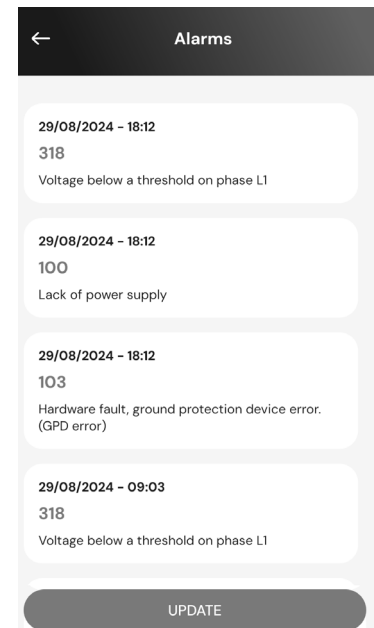 Alarms
29/08/2024 - 18:12
318
Voltage below a threshold on phase L1
29/08/2024 - 18:12
100
Lack of power supply
29/08/2024 - 18:12
103
Hardware fault, ground protection device error.
(GPD error)
29/08/2024 - 09:03
318
Voltage below a threshold on phase L1
UPDATE